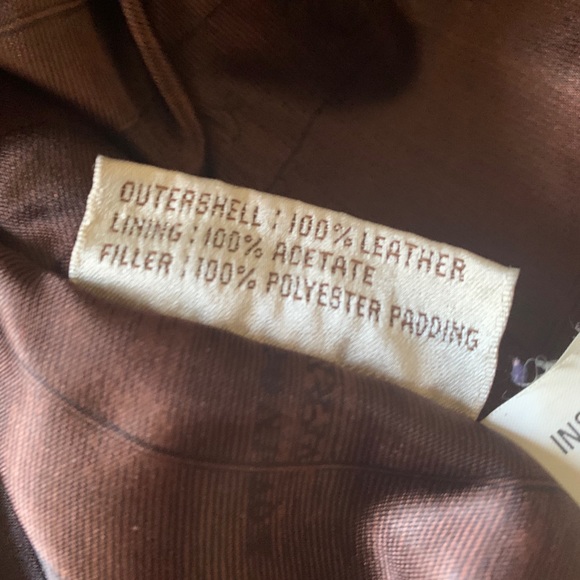 OUTERSHELL : 100% LEATHER
LINING : 100% ACETATE
FILLER : 100% POLYESTER PADDING